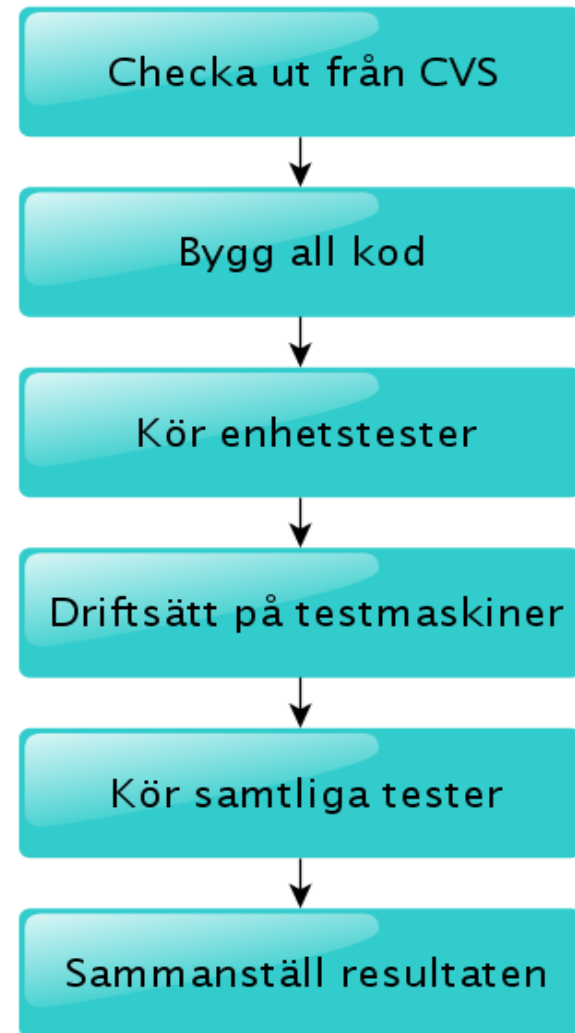 Checka ut från CVS
Bygg all kod
Kör enhetstester
Driftsätt på testmaskiner
Kör samtliga tester
Sammanställ resultaten